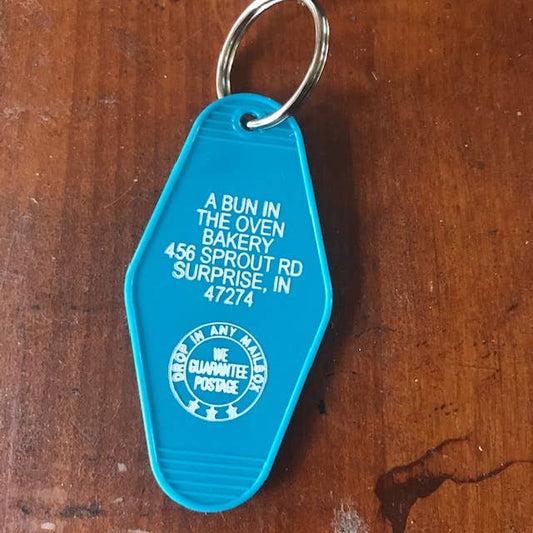 A BUN IN
THE OVEN
BAKERY
456 SPROUT RD
SURPRISE, IN
47274
DROP IN ANY MAILBOX
WE
GUARANTEE
POSTAGE